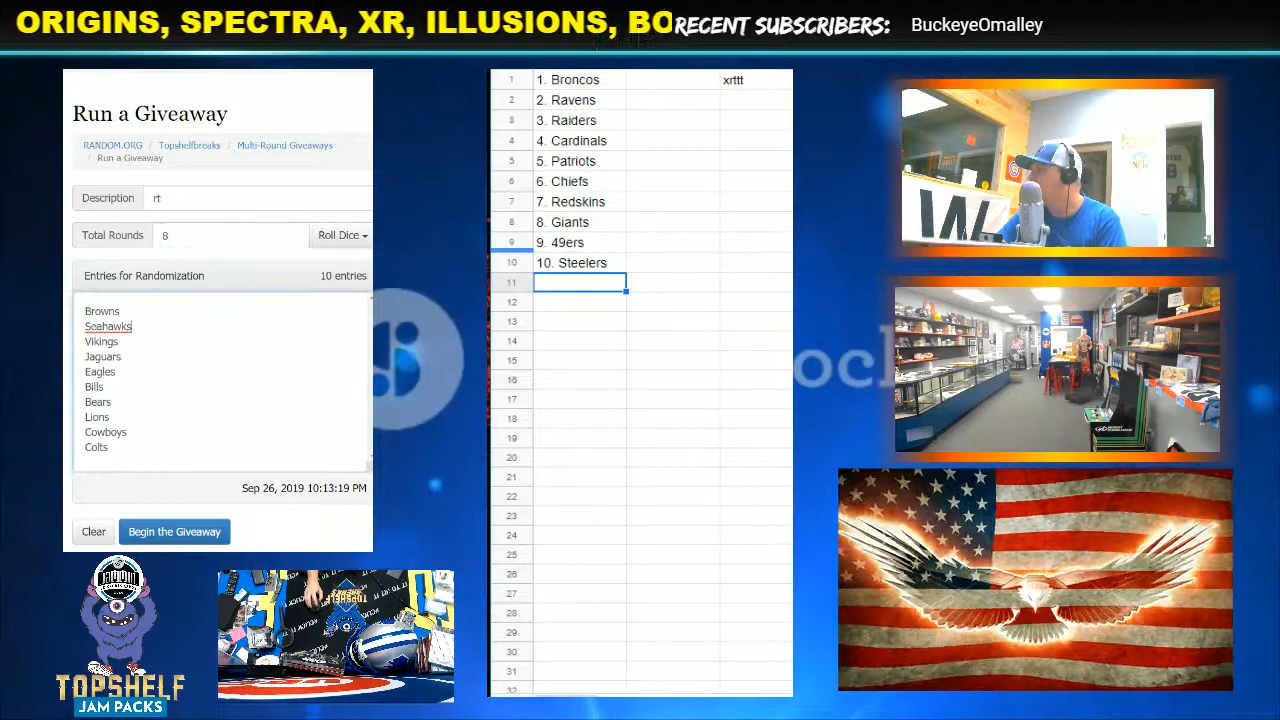 ORIGINS, SPECTRA, XR, ILLUSIONS, BO
RECENT SUBSCRIBERS:
BuckeyeOmalley
Run a Giveaway
RANDOM.ORG / Topshelfbreaks / Multi-Round Giveaways
/ Run a Giveaway
Description rt
Total Rounds 8 Roll Dice
Entries for Randomization 10 entries
Browns
Seahawks
Vikings
Jaguars
Eagles
Bills
Bears
Lions
Cowboys
Colts
Sep 26, 2019 10:13:19 PM
Clear Begin the Giveaway
1 1. Broncos xrttt
2 2. Ravens
3 3. Raiders
4 4. Cardinals
5 5. Patriots
6 6. Chiefs
7 7. Redskins
8 8. Giants
9 9. 49ers
10 10. Steelers
11
12
13
14
15
16
17
18
19
20
21
22
23
24
25
26
27
28
29
30
31
32
TOPSHELF
JAM PACKS